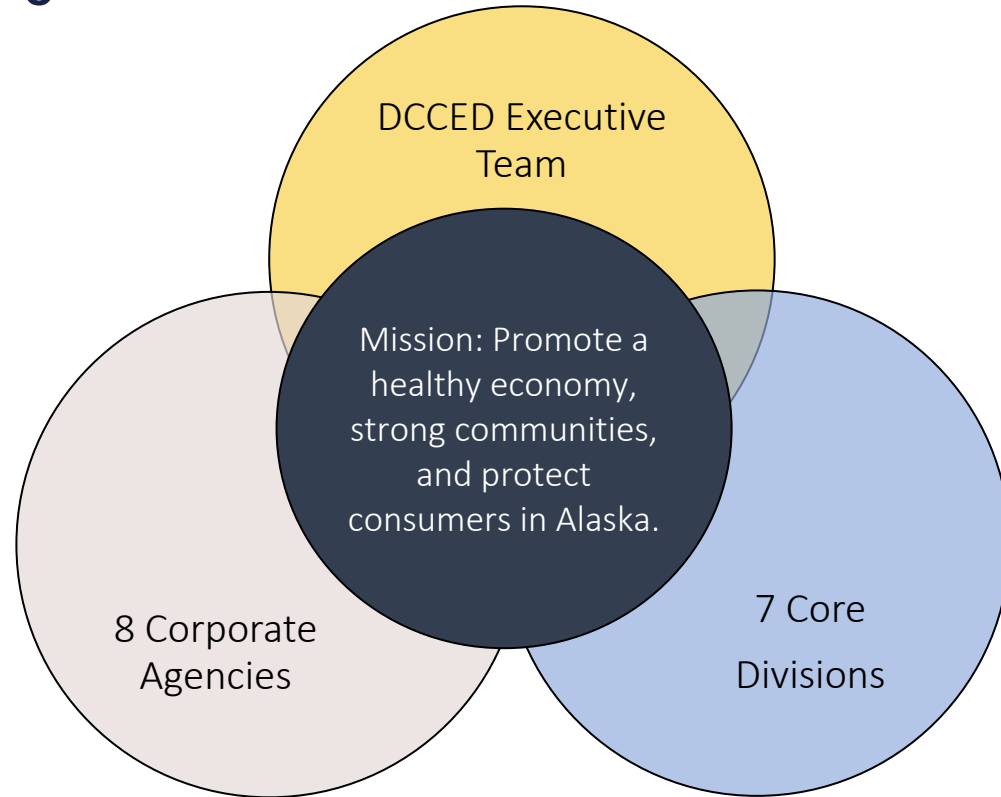 DCCED Executive
Team
Mission: Promote a
healthy economy,
strong communities,
and protect
consumers in Alaska.
8 Corporate
Agencies
7 Core
Divisions